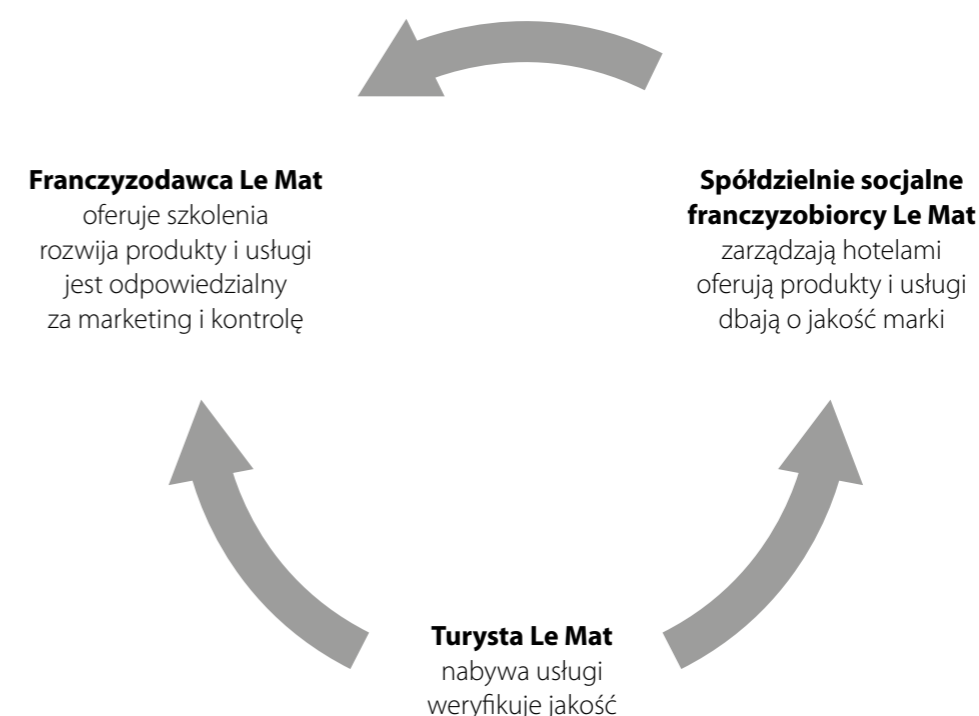 Franczyzodawca Le Mat
oferuje szkolenia
rozwija produkty i usługi
jest odpowiedzialny
za marketing i kontrolę
Spółdzielnie socjalne
franczyzobiorcy Le Mat
zarządzają hotelami
oferują produkty i usługi
dbają o jakość marki
Turysta Le Mat
nabywa usługi
weryfikuje jakość